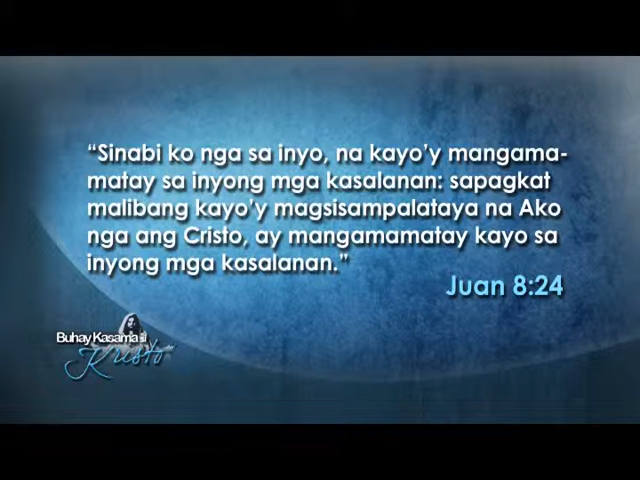 “Sinabi ko nga sa inyo, na kayo’y mangama-
matay sa inyong mga kasalanan: sapagkat
malibang kayo’y magsisampalataya na Ako
nga ang Cristo, ay mangamamatay kayo sa
inyong mga kasalanan.”
Juan 8:24
Buhay Kasama si
Kristo